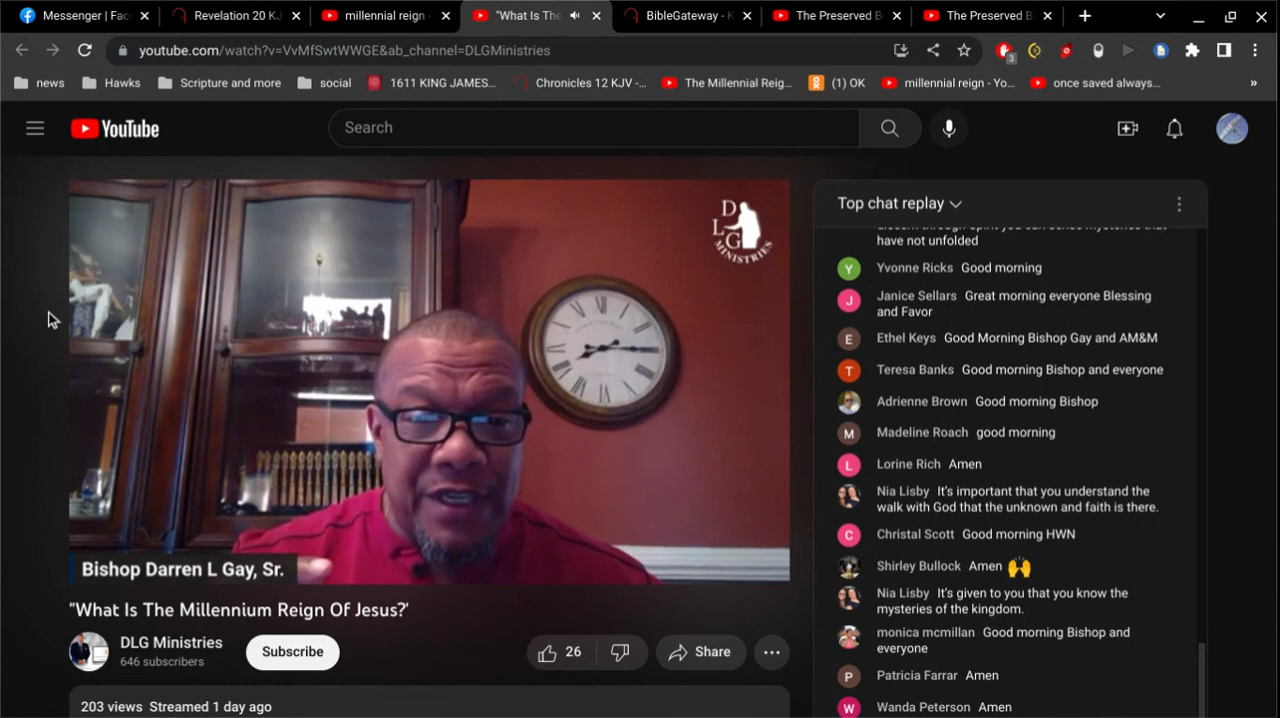 Messenger | Fac
Revelation 20 KJ
millennial reign -
"What Is The
BibleGateway - K
The Preserved B
The Preserved B
youtube.com/watch?v=VvMfSwtWWGE&ab_channel=DLGMinistries
3
news
Hawks
Scripture and more
social
1611 KING JAMES...
Chronicles 12 KJV -...
The Millennial Reig...
(1) OK
millennial reign - Yo...
once saved always...
»
YouTube
Search
D
L
G
MINISTRIES
Bishop Darren L Gay, Sr.
"What Is The Millennium Reign Of Jesus?"
DLG Ministries
646 subscribers
Subscribe
26
Share
203 views Streamed 1 day ago
Top chat replay
have not unfolded
Y Yvonne Ricks Good morning
J Janice Sellars Great morning everyone Blessing
and Favor
E Ethel Keys Good Morning Bishop Gay and AM&M
T Teresa Banks Good morning Bishop and everyone
Adrienne Brown Good morning Bishop
M Madeline Roach good morning
L Lorine Rich Amen
Nia Lisby It's important that you understand the
walk with God that the unknown and faith is there.
C Christal Scott Good morning HWN
Shirley Bullock Amen 🙌
Nia Lisby It's given to you that you know the
mysteries of the kingdom.
monica mcmillan Good morning Bishop and
everyone
P Patricia Farrar Amen
W Wanda Peterson Amen